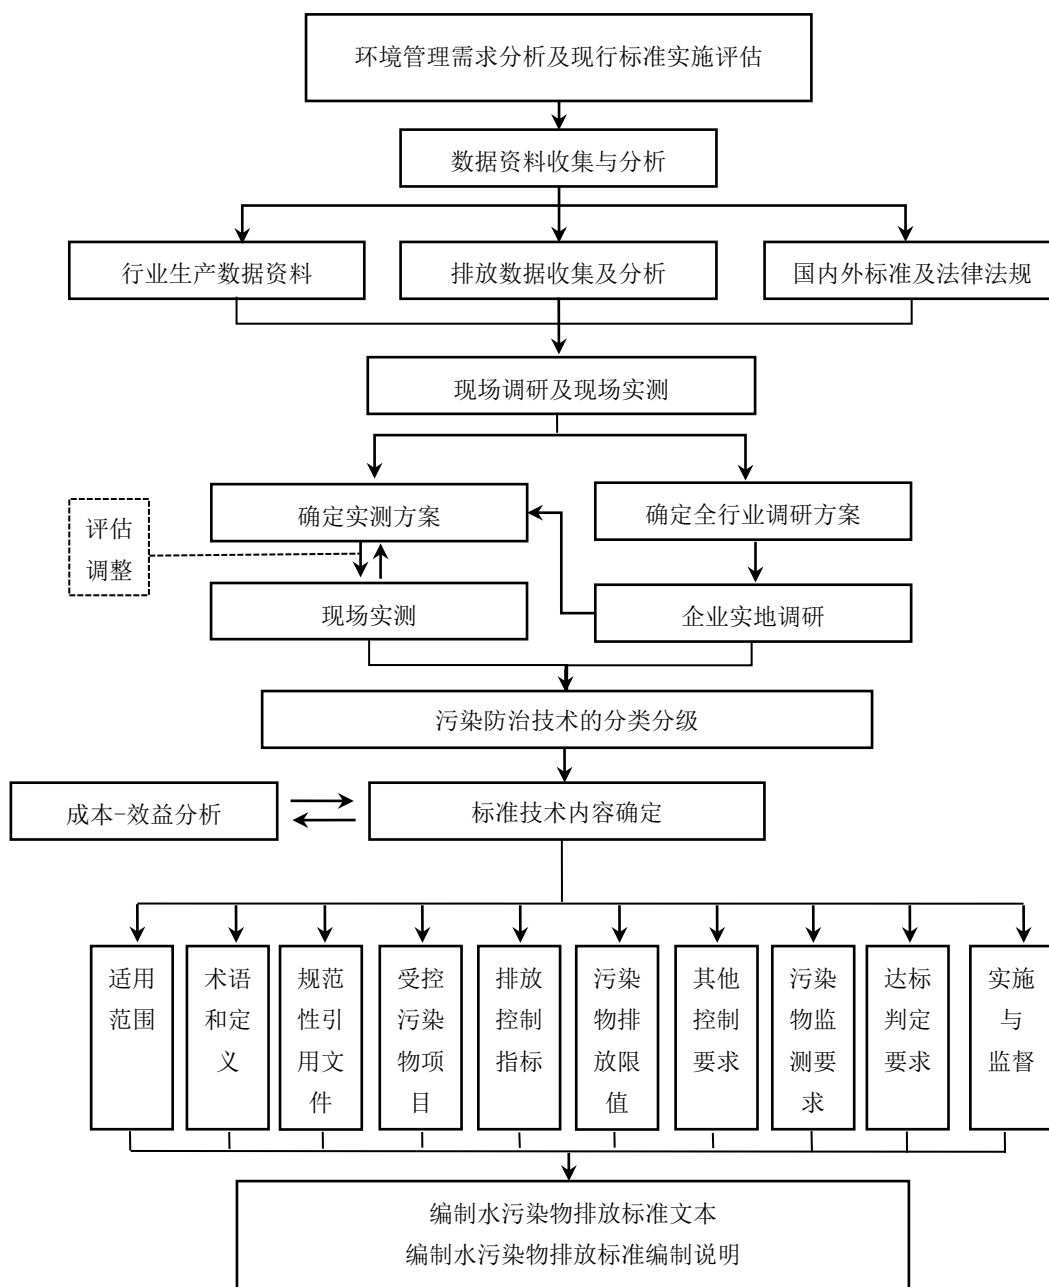 环境管理需求分析及现行标准实施评估
数据资料收集与分析
行业生产数据资料
排放数据收集及分析
国内外标准及法律法规
现场调研及现场实测
评估
调整
确定实测方案
确定全行业调研方案
现场实测
企业实地调研
污染防治技术的分类分级
成本-效益分析
标准技术内容确定
适用
范围
术语
和定
义
规范
性引
用文
件
受控
污染
物项
目
排放
控制
指标
污染
物排
放限
值
其他
控制
要求
污染
物监
测要
求
达标
判定
要求
实施
与
监督
编制水污染物排放标准文本
编制水污染物排放标准编制说明